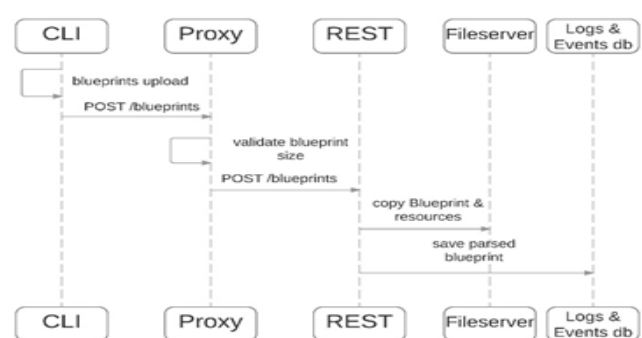 CLI
Proxy
REST
Fileserver
Logs &
Events db
blueprints upload
POST /blueprints
validate blueprint
size
POST /blueprints
copy Blueprint &
resources
save parsed
blueprint
CLI
Proxy
REST
Fileserver
Logs &
Events db